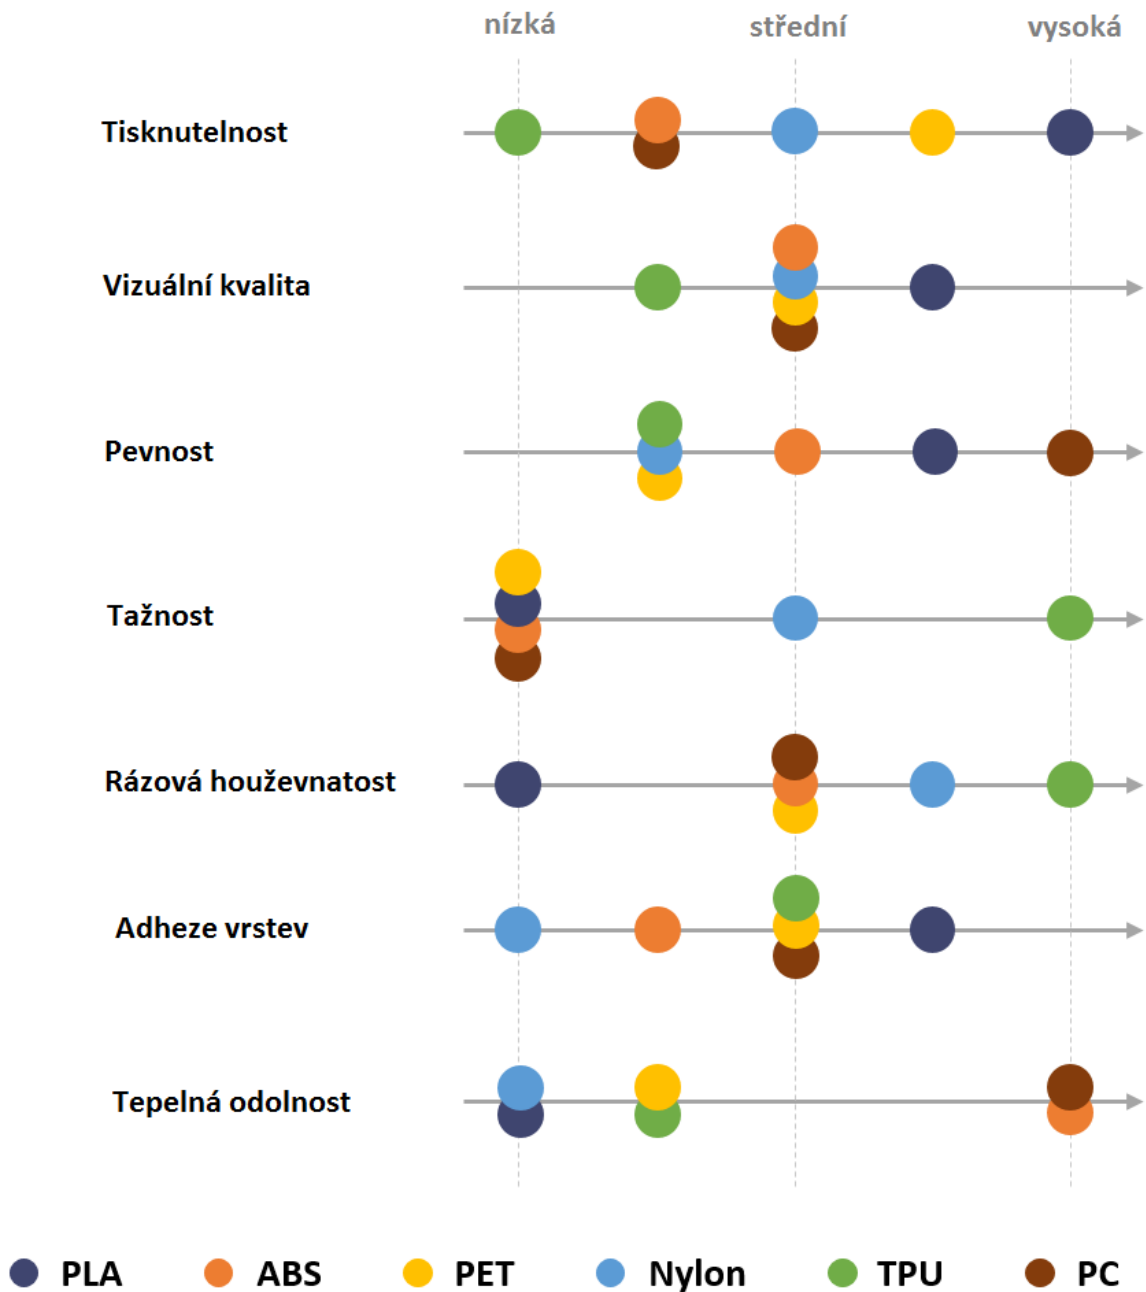 nízká střední vysoká
Tisknutelnost
Vizuální kvalita
Pevnost
Tažnost
Rázová houževnatost
Adheze vrstev
Tepelná odolnost
PLA ABS PET Nylon TPU PC